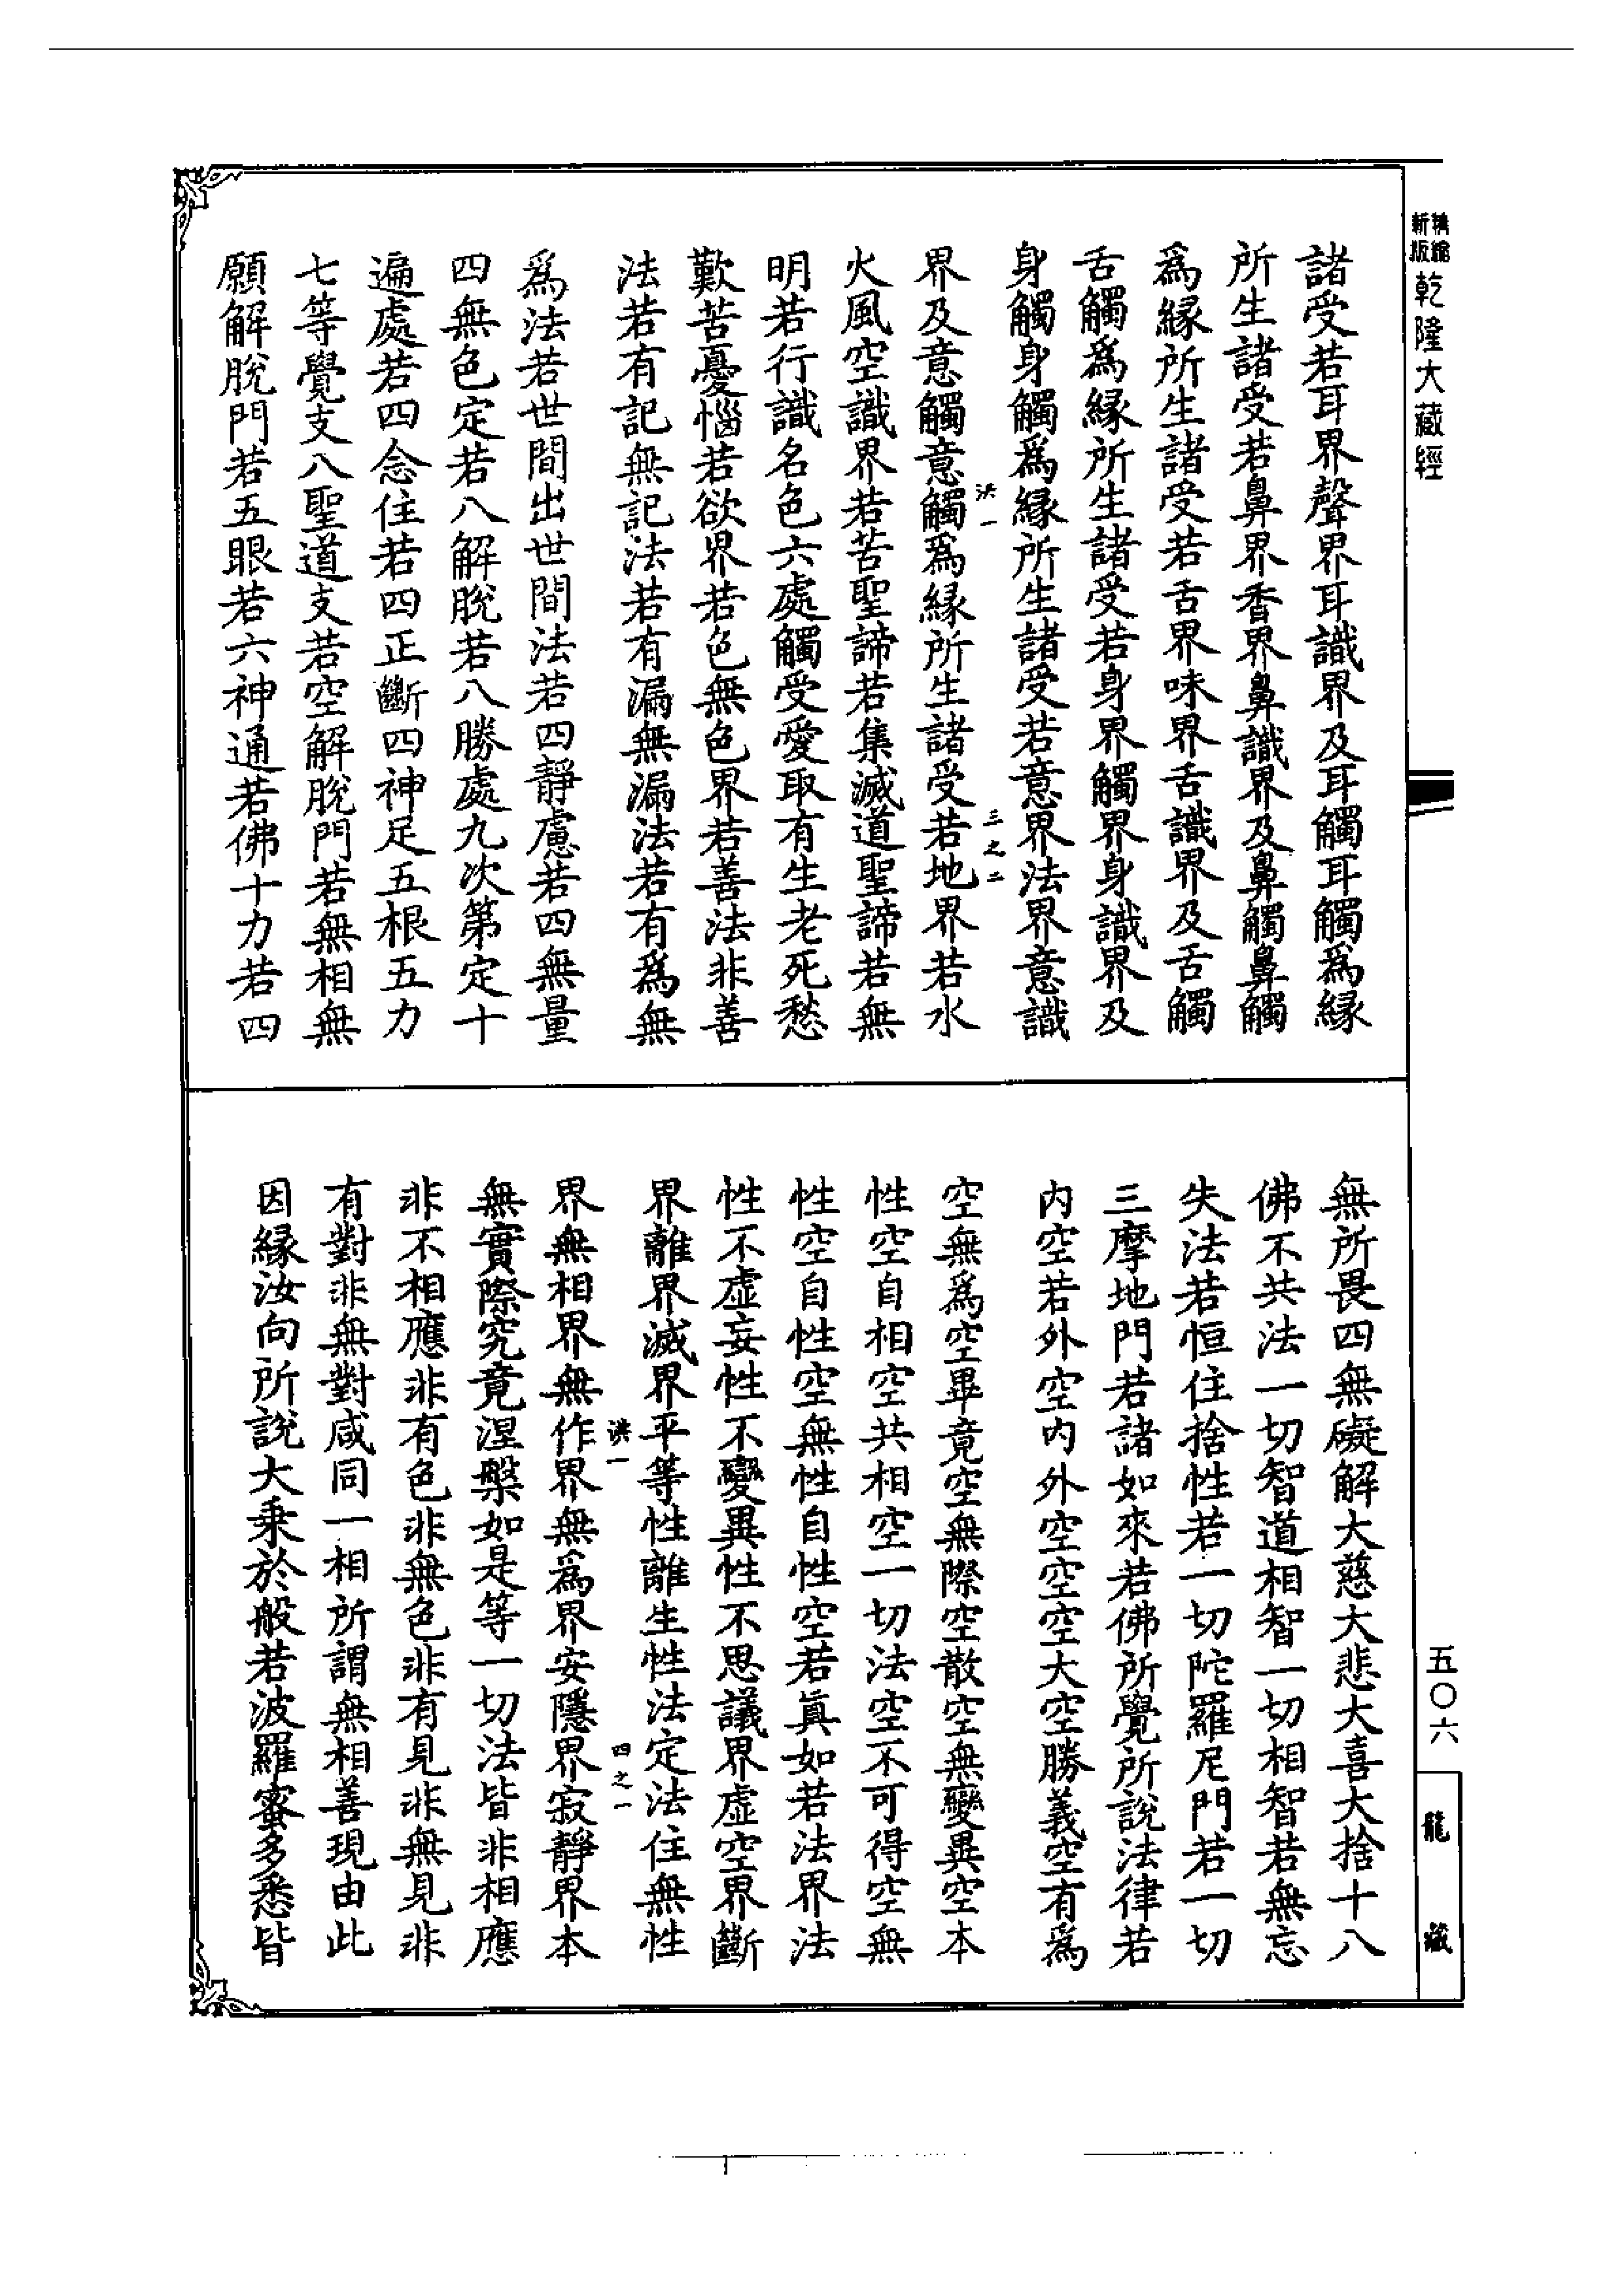 精縮新版乾隆大藏經
諸受若耳界聲界耳識界及耳觸耳觸爲緣
所生諸受若鼻界香界鼻識界及鼻觸鼻觸
爲緣所生諸受若舌界味界舌識界及舌觸
舌觸爲緣所生諸受若身界觸界身識界及
身觸身觸爲緣所生諸受若意界法界意識
洪一
三之二
界及意觸意觸爲緣所生諸受若地界若水
火風空識界若苦聖諦若集滅道聖諦若無
明若行識名色六處觸受愛取有生老死愁
歎苦憂惱若欲界若色無色界若善法非善
法若有記無記法若有漏無漏法若有爲無
爲法若世間出世間法若四靜慮若四無量
四無色定若八解脫若八勝處九次第定十
遍處若四念住若四正斷四神足五根五力
七等覺支八聖道支若空解脫門若無相無
願解脫門若五眼若六神通若佛十力若四
無所畏四無礙解大慈大悲大喜大捨十八
佛不共法一切智道相智一切相智若無忘
失法若恒住捨性若一切陀羅尼門若一切
三摩地門若諸如來若佛所覺所說法律若
内空若外空内外空空空大空勝義空有爲
空無爲空畢竟空無際空散空無變異空本
性空自相空共相空一切法空不可得空無
性空自性空無性自性空若眞如若法界法
性不虛妄性不變異性不思議界虛空界斷
界離界滅界平等性離生性法定法住無性
洪一
四之一
界無相界無作界無爲界安隱界寂靜界本
無實際究竟涅槃如是等一切法皆非相應
非不相應非有色非無色非有見非無見非
有對非無對咸同一相所謂無相善現由此
因緣汝向所說大乘於般若波羅蜜多悉皆
五〇六
龍藏